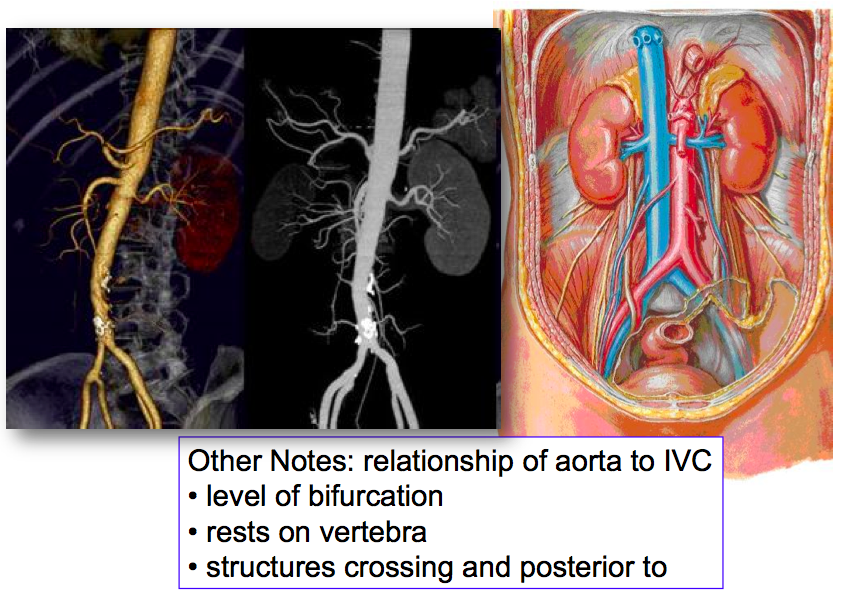 Other Notes: relationship of aorta to IVC
• level of bifurcation
• rests on vertebra
• structures crossing and posterior to